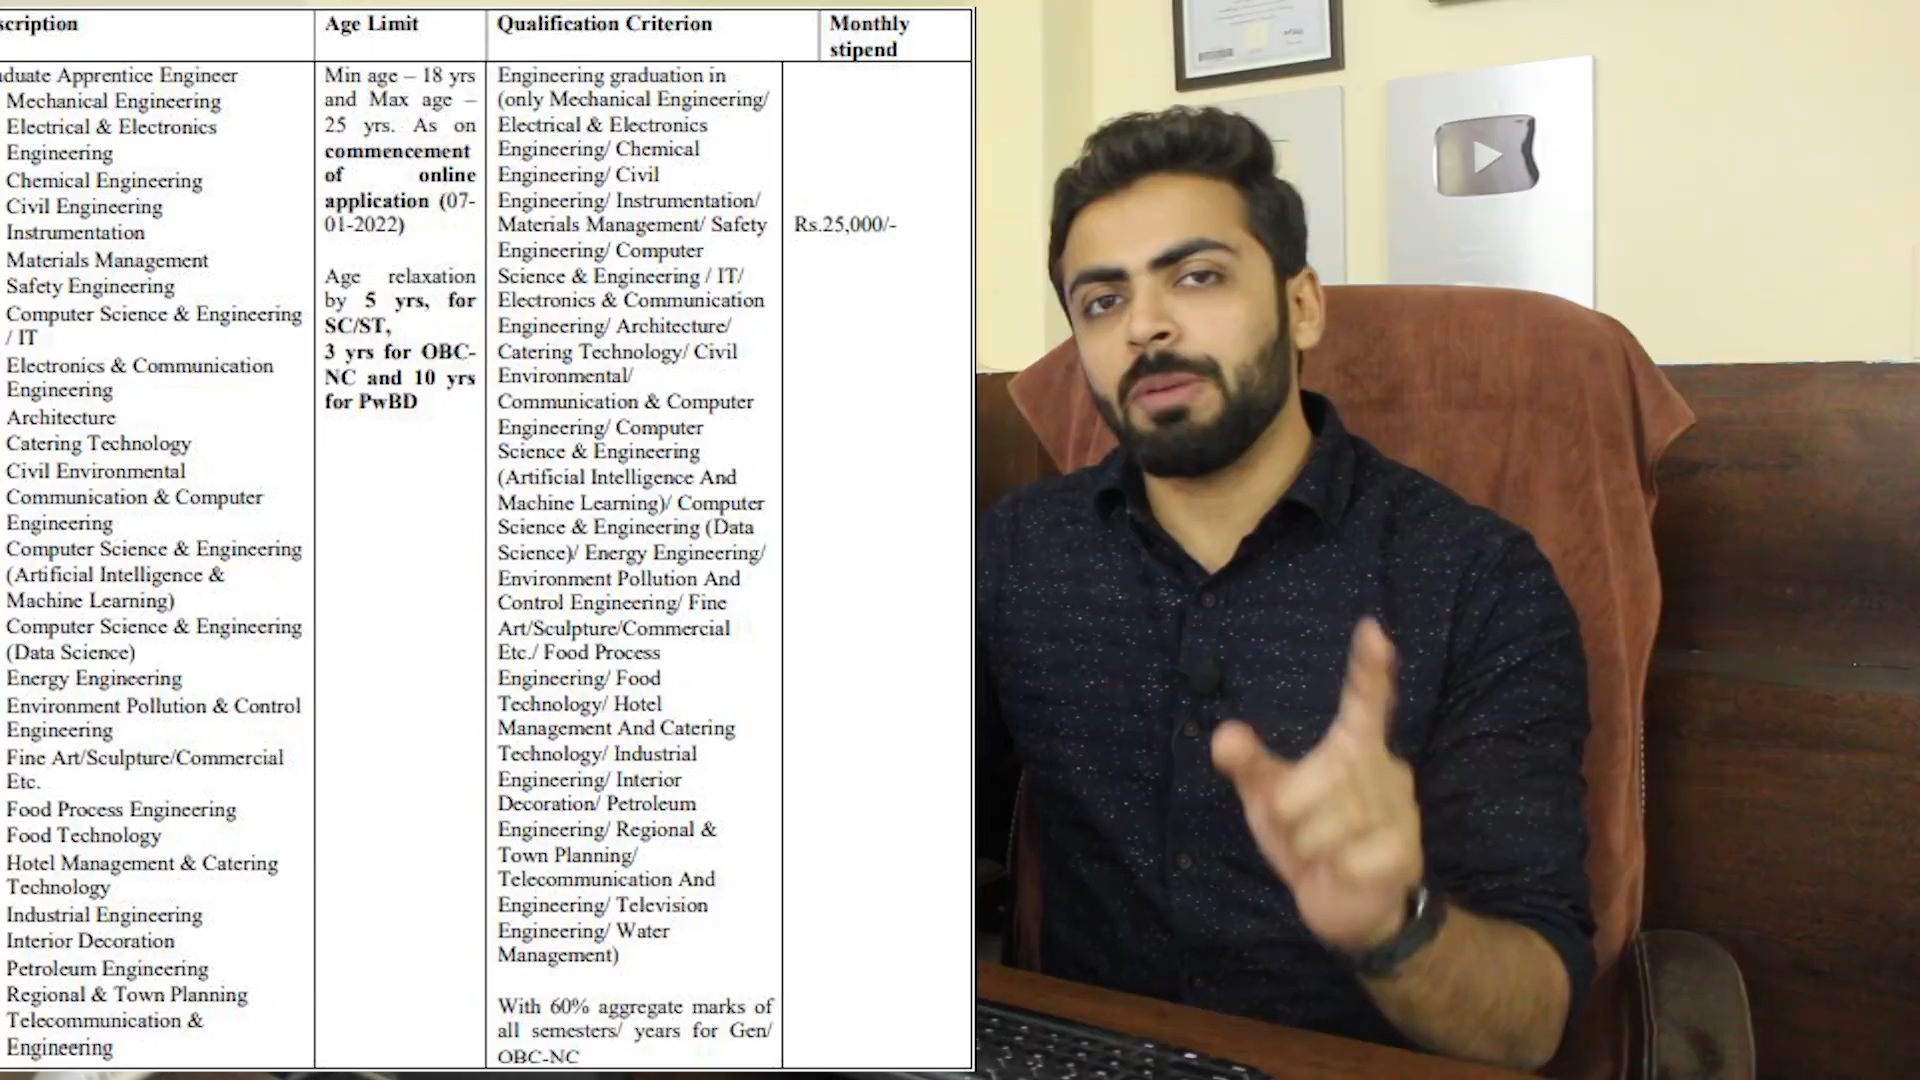 scription
Age Limit
Qualification Criterion
Monthly
stipend
duate Apprentice Engineer
Mechanical Engineering
Electrical & Electronics
Engineering
Chemical Engineering
Civil Engineering
Instrumentation
Materials Management
Safety Engineering
Computer Science & Engineering
/ IT
Electronics & Communication
Engineering
Architecture
Catering Technology
Civil Environmental
Communication & Computer
Engineering
Computer Science & Engineering
(Artificial Intelligence &
Machine Learning)
Computer Science & Engineering
(Data Science)
Energy Engineering
Environment Pollution & Control
Engineering
Fine Art/Sculpture/Commercial
Etc.
Food Process Engineering
Food Technology
Hotel Management & Catering
Technology
Industrial Engineering
Interior Decoration
Petroleum Engineering
Regional & Town Planning
Telecommunication &
Engineering
Min age – 18 yrs
and Max age –
25 yrs. As on
commencement
of online
application (07-
01-2022)
Age relaxation
by 5 yrs, for
SC/ST,
3 yrs for OBC-
NC and 10 yrs
for PwBD
Engineering graduation in
(only Mechanical Engineering/
Electrical & Electronics
Engineering/ Chemical
Engineering/ Civil
Engineering/ Instrumentation/
Materials Management/ Safety
Engineering/ Computer
Science & Engineering / IT/
Electronics & Communication
Engineering/ Architecture/
Catering Technology/ Civil
Environmental/
Communication & Computer
Engineering/ Computer
Science & Engineering
(Artificial Intelligence And
Machine Learning)/ Computer
Science & Engineering (Data
Science)/ Energy Engineering/
Environment Pollution And
Control Engineering/ Fine
Art/Sculpture/Commercial
Etc./ Food Process
Engineering/ Food
Technology/ Hotel
Management And Catering
Technology/ Industrial
Engineering/ Interior
Decoration/ Petroleum
Engineering/ Regional &
Town Planning/
Telecommunication And
Engineering/ Television
Engineering/ Water
Management)
With 60% aggregate marks of
all semesters/ years for Gen/
OBC-NC
Rs.25,000/-